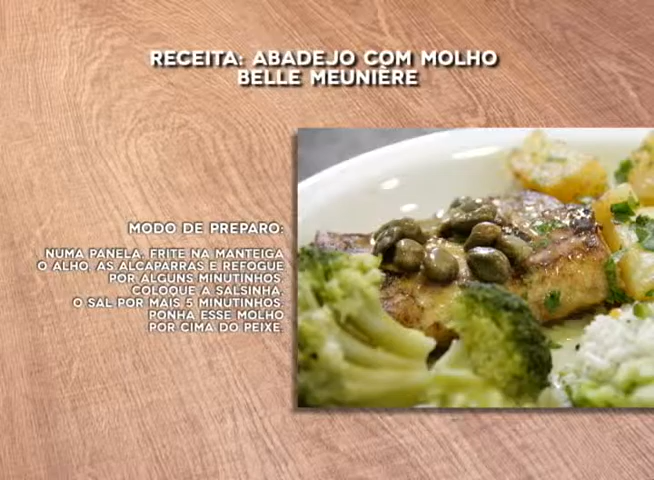 RECEITA: ABADEJO COM MOLHO
BELLE MEUNIÈRE
MODO DE PREPARO:
NUMA PANELA, FRITE NA MANTEIGA
O ALHO, AS ALCAPARRAS E REFOGUE
POR ALGUNS MINUTINHOS.
COLOQUE A SALSINHA,
O SAL POR MAIS 5 MINUTINHOS.
PONHA ESSE MOLHO
POR CIMA DO PEIXE.